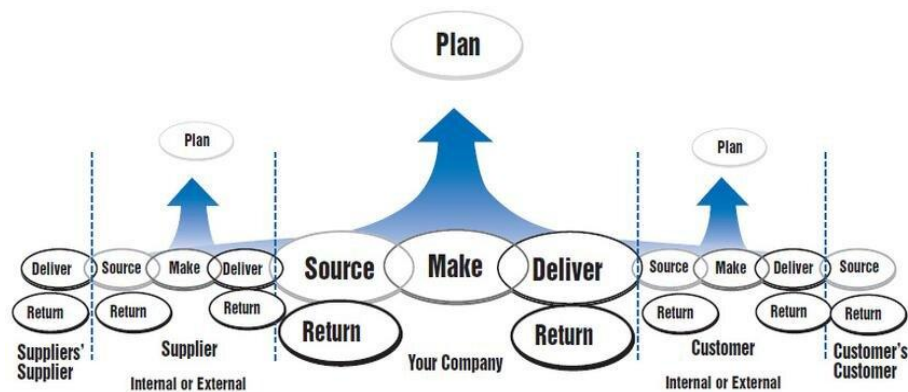 Plan
Plan
Plan
Deliver
Source
Make
Deliver
Source
Make
Deliver
Source
Make
Deliver
Source
Return
Return
Return
Return
Return
Return
Return
Return
Suppliers'
Supplier
Supplier
Internal or External
Your Company
Customer
Internal or External
Customer's
Customer